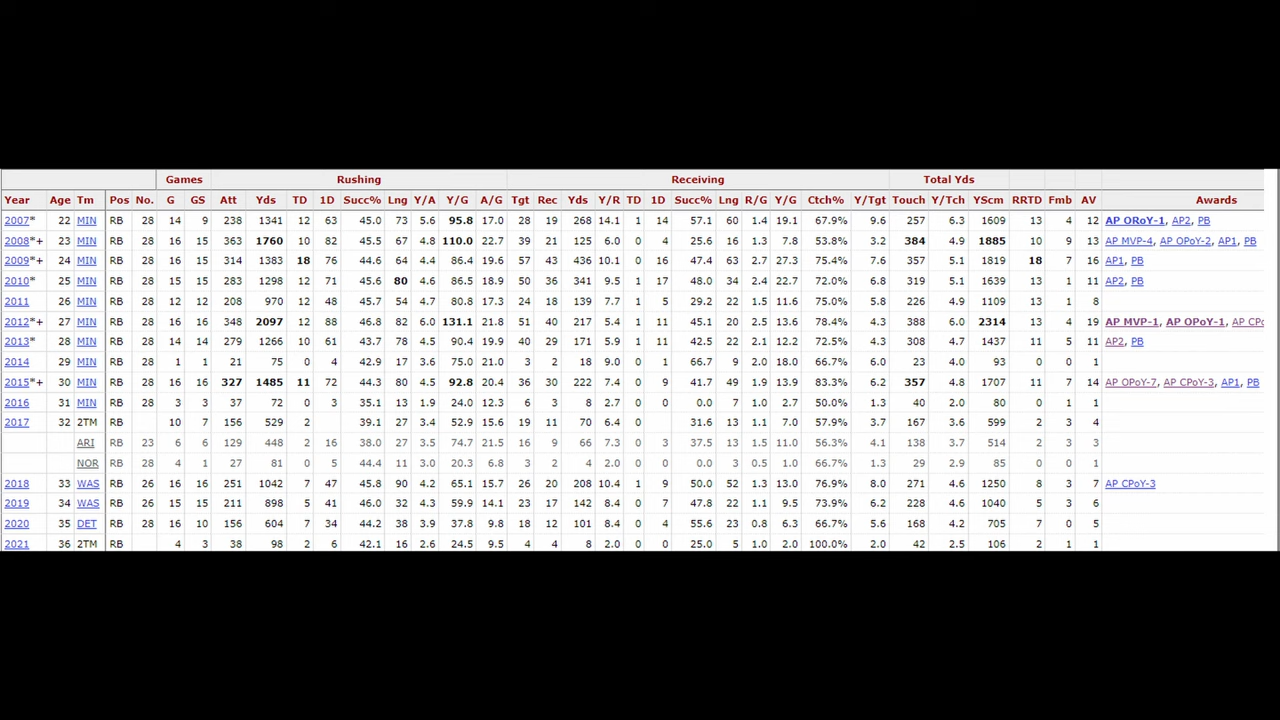 Games Rushing Receiving Total Yds
Year Age Tm Pos No. G GS Att Yds TD 1D Succ% Lng Y/A Y/G A/G Tgt Rec Yds Y/R TD 1D Succ% Lng R/G Y/G Ctch% Y/Tgt Touch Y/Tch YScm RRTD Fmb AV Awards
2007* 22 MIN RB 28 14 9 238 1341 12 63 45.0 73 5.6 95.8 17.0 28 19 268 14.1 1 14 57.1 60 1.4 19.1 67.9% 9.6 257 6.3 1609 13 4 12 AP ORoY-1, AP2, PB
2008*+ 23 MIN RB 28 16 15 363 1760 10 82 45.5 67 4.8 110.0 22.7 39 21 125 6.0 0 4 25.6 16 1.3 7.8 53.8% 3.2 384 4.9 1885 10 9 13 AP MVP-4, AP OPoY-2, AP1, PB
2009*+ 24 MIN RB 28 16 15 314 1383 18 76 44.6 64 4.4 86.4 19.6 57 43 436 10.1 0 16 47.4 63 2.7 27.3 75.4% 7.6 357 5.1 1819 18 7 16 AP1, PB
2010* 25 MIN RB 28 15 15 283 1298 12 71 45.6 80 4.6 86.5 18.9 50 36 341 9.5 1 17 48.0 34 2.4 22.7 72.0% 6.8 319 5.1 1639 13 1 11 AP2, PB
2011 26 MIN RB 28 12 12 208 970 12 48 45.7 54 4.7 80.8 17.3 24 18 139 7.7 1 5 29.2 22 1.5 11.6 75.0% 5.8 226 4.9 1109 13 1 8
2012*+ 27 MIN RB 28 16 16 348 2097 12 88 46.8 82 6.0 131.1 21.8 51 40 217 5.4 1 11 45.1 20 2.5 13.6 78.4% 4.3 388 6.0 2314 13 4 19 AP MVP-1, AP OPoY-1, AP CPo
2013* 28 MIN RB 28 14 14 279 1266 10 61 43.7 78 4.5 90.4 19.9 40 29 171 5.9 1 11 42.5 22 2.1 12.2 72.5% 4.3 308 4.7 1437 11 5 11 AP2, PB
2014 29 MIN RB 28 1 1 21 75 0 4 42.9 17 3.6 75.0 21.0 3 2 18 9.0 0 1 66.7 9 2.0 18.0 66.7% 6.0 23 4.0 93 0 0 1
2015*+ 30 MIN RB 28 16 16 327 1485 11 72 44.3 80 4.5 92.8 20.4 36 30 222 7.4 0 9 41.7 49 1.9 13.9 83.3% 6.2 357 4.8 1707 11 7 14 AP OPoY-7, AP CPoY-3, AP1, PB
2016 31 MIN RB 28 3 3 37 72 0 3 35.1 13 1.9 24.0 12.3 6 3 8 2.7 0 0 0.0 6 1.0 2.7 50.0% 1.3 40 2.0 80 0 1 1
2017 32 2TM RB 10 7 156 529 2 39.1 27 3.4 52.9 15.6 19 11 70 6.4 0 31.6 13 1.1 7.0 57.9% 3.7 167 3.6 599 2 3 4
ARI RB 23 6 6 129 448 2 16 38.0 27 3.5 74.7 21.5 16 9 66 7.3 0 3 37.5 13 1.5 11.0 56.3% 4.1 138 3.7 514 2 3 3
NOR RB 28 4 1 27 81 0 5 44.4 11 3.0 20.3 6.8 3 2 4 2.0 0 0 0.0 3 0.5 1.0 66.7% 1.3 29 2.9 85 0 0 1
2018 33 WAS RB 26 16 16 251 1042 7 47 45.8 90 4.2 65.1 15.7 26 20 208 10.4 1 9 50.0 52 1.3 13.0 76.9% 8.0 271 4.6 1250 8 3 7 AP CPoY-3
2019 34 WAS RB 26 15 15 211 898 5 41 46.0 32 4.3 59.9 14.1 23 17 142 8.4 0 7 47.8 22 1.1 9.5 73.9% 6.2 228 4.6 1040 5 3 6
2020 35 DET RB 28 16 10 156 604 7 34 44.2 38 3.9 37.8 9.8 18 12 101 8.4 0 4 55.6 23 0.8 6.3 66.7% 5.6 168 4.2 705 7 0 5
2021 36 2TM RB 4 3 38 98 2 6 42.1 16 2.6 24.5 9.5 4 4 8 2.0 0 0 25.0 5 1.0 2.0 100.0% 2.0 42 2.5 106 2 1 1